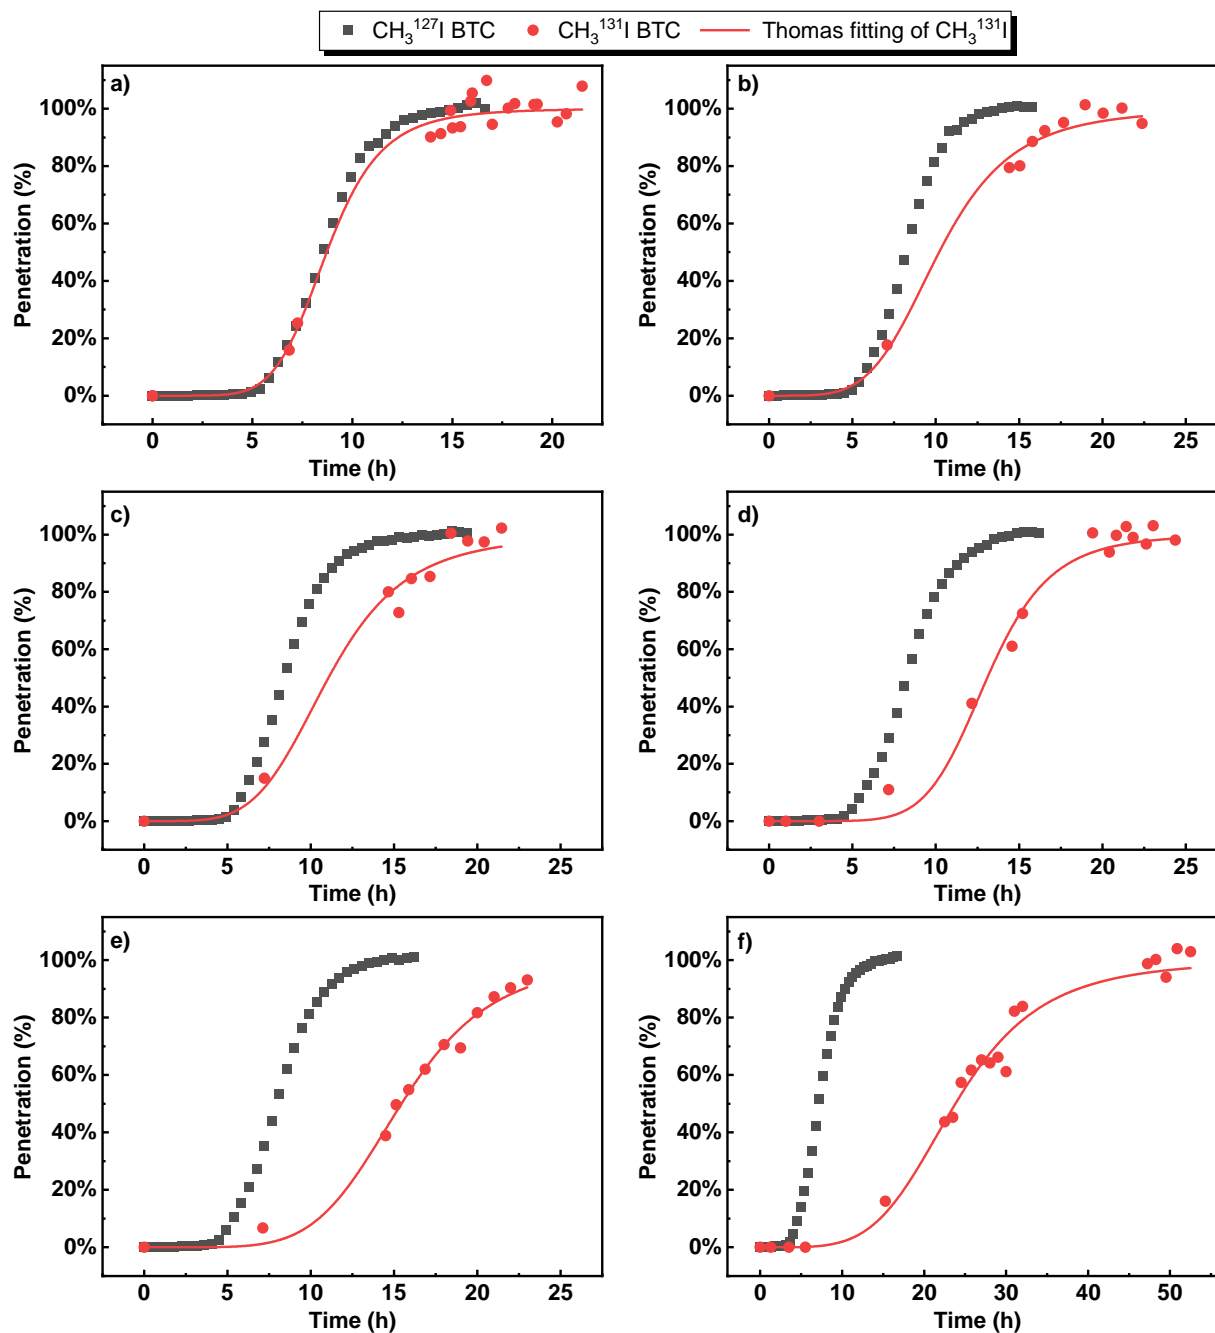 CH₃¹²⁷I BTC CH₃¹³¹I BTC Thomas fitting of CH₃¹³¹I
a)
100%
80%
60%
40%
20%
0%
Penetration (%)
0 5 10 15 20
Time (h)
b)
100%
80%
60%
40%
20%
0%
Penetration (%)
0 5 10 15 20 25
Time (h)
c)
100%
80%
60%
40%
20%
0%
Penetration (%)
0 5 10 15 20 25
Time (h)
d)
100%
80%
60%
40%
20%
0%
Penetration (%)
0 5 10 15 20 25
Time (h)
e)
100%
80%
60%
40%
20%
0%
Penetration (%)
0 5 10 15 20 25
Time (h)
f)
100%
80%
60%
40%
20%
0%
Penetration (%)
0 10 20 30 40 50
Time (h)